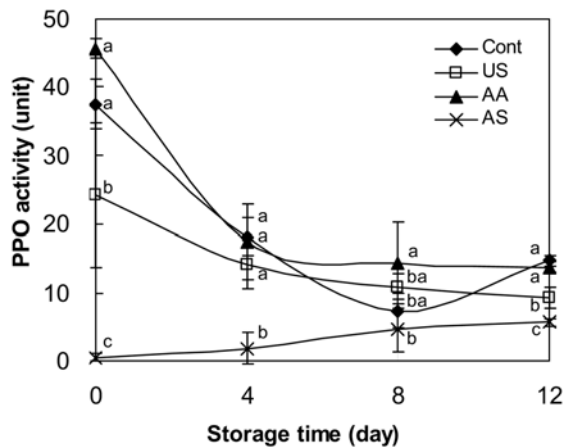 50
40
30
20
10
0
PPO activity (unit)
Cont
US
AA
AS
a
a
b
c
a
a
a
b
a
ba
ba
b
a
a
b
c
0 4 8 12
Storage time (day)